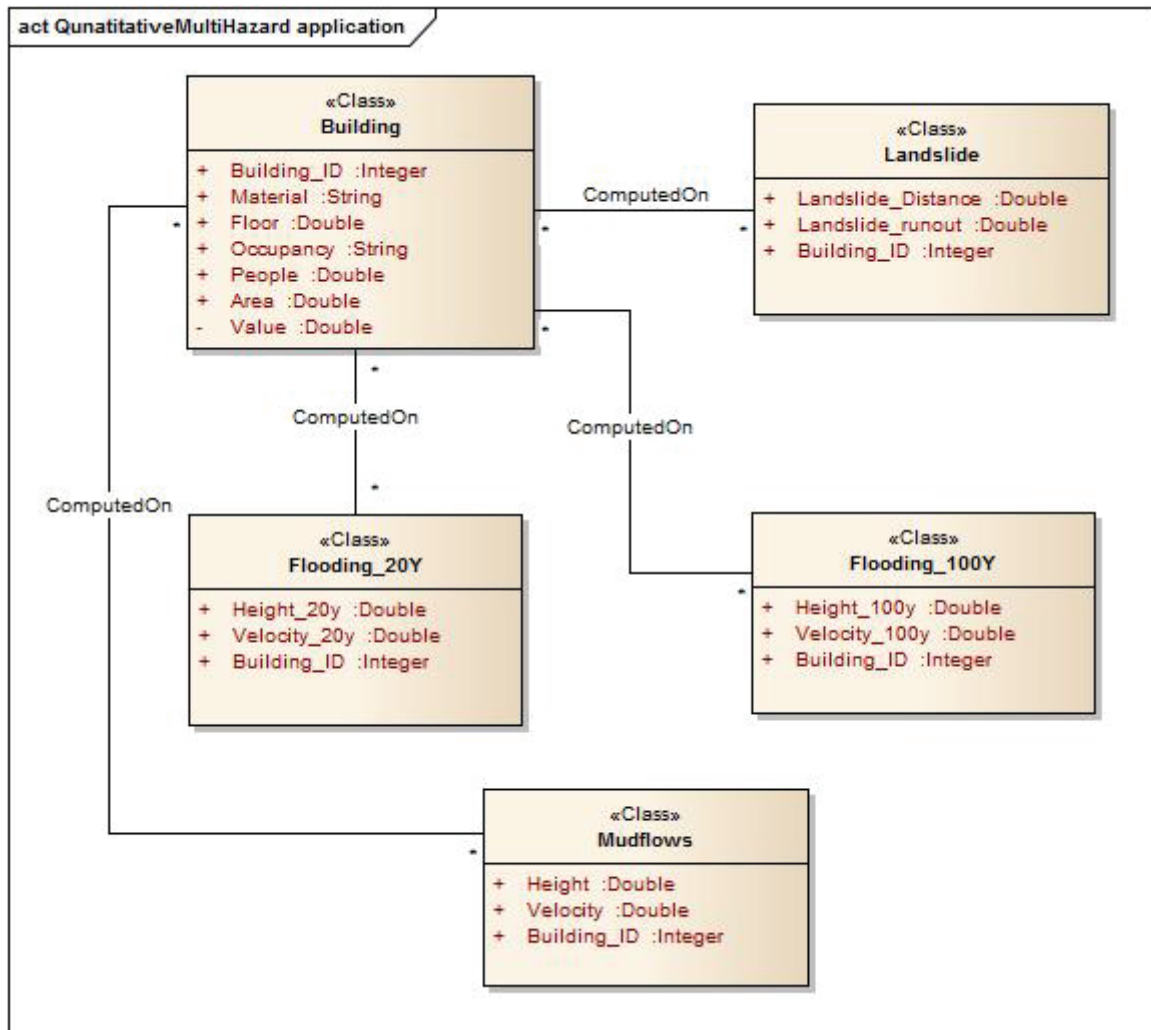 act QunatitativeMultiHazard application
«Class»
Building
+ Building_ID :Integer
+ Material :String
+ Floor :Double
+ Occupancy :String
+ People :Double
+ Area :Double
- Value :Double
«Class»
Landslide
+ Landslide_Distance :Double
+ Landslide_runout :Double
+ Building_ID :Integer
ComputedOn
*
*
*
*
*
ComputedOn
ComputedOn
*
ComputedOn
«Class»
Flooding_20Y
+ Height_20y :Double
+ Velocity_20y :Double
+ Building_ID :Integer
«Class»
Flooding_100Y
+ Height_100y :Double
+ Velocity_100y :Double
+ Building_ID :Integer
*
«Class»
Mudflows
+ Height :Double
+ Velocity :Double
+ Building_ID :Integer
*